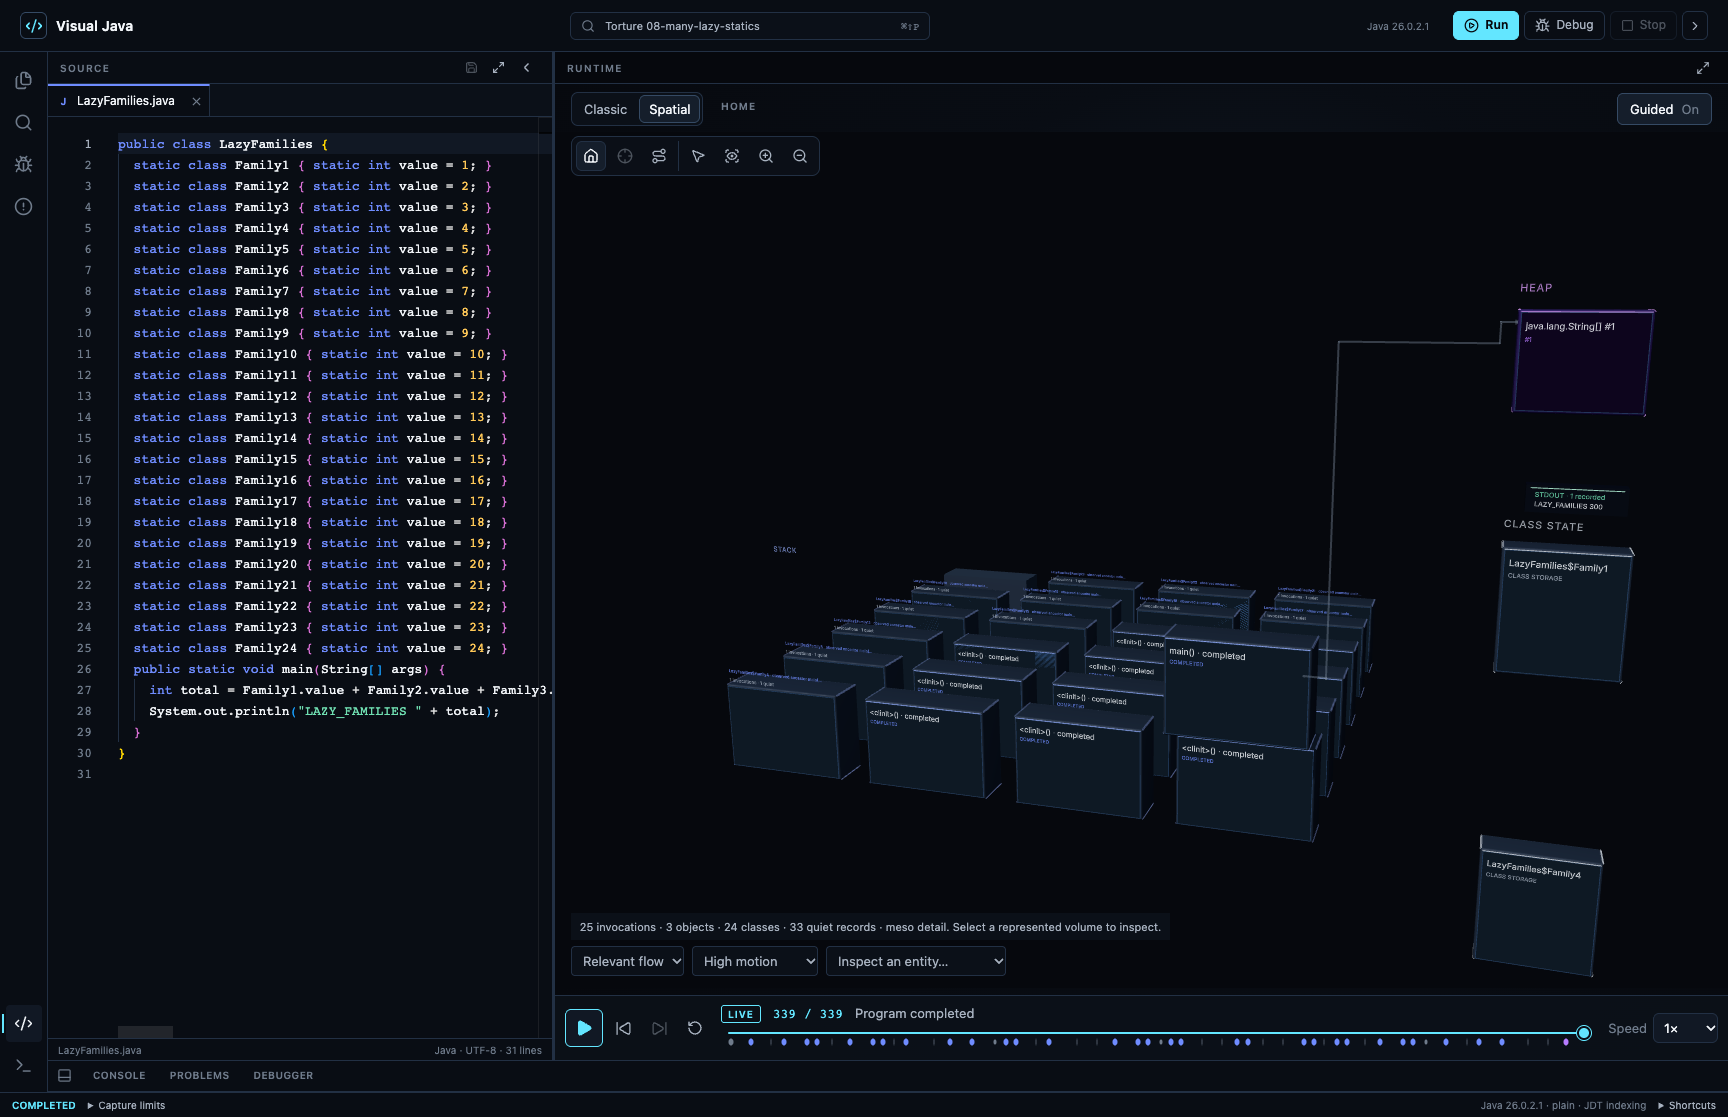 Visual Java
Torture 08-many-lazy-statics
⌘⇧P
Java 26.0.2.1
Run
Debug
Stop
SOURCE
RUNTIME
J LazyFamilies.java
Classic
Spatial
HOME
Guided On
1 public class LazyFamilies {
2 static class Family1 { static int value = 1; }
3 static class Family2 { static int value = 2; }
4 static class Family3 { static int value = 3; }
5 static class Family4 { static int value = 4; }
6 static class Family5 { static int value = 5; }
7 static class Family6 { static int value = 6; }
8 static class Family7 { static int value = 7; }
9 static class Family8 { static int value = 8; }
10 static class Family9 { static int value = 9; }
11 static class Family10 { static int value = 10; }
12 static class Family11 { static int value = 11; }
13 static class Family12 { static int value = 12; }
14 static class Family13 { static int value = 13; }
15 static class Family14 { static int value = 14; }
16 static class Family15 { static int value = 15; }
17 static class Family16 { static int value = 16; }
18 static class Family17 { static int value = 17; }
19 static class Family18 { static int value = 18; }
20 static class Family19 { static int value = 19; }
21 static class Family20 { static int value = 20; }
22 static class Family21 { static int value = 21; }
23 static class Family22 { static int value = 22; }
24 static class Family23 { static int value = 23; }
25 static class Family24 { static int value = 24; }
26 public static void main(String[] args) {
27 int total = Family1.value + Family2.value + Family3.
28 System.out.println("LAZY_FAMILIES " + total);
29 }
30 }
31
HEAP
java.lang.String[] #1
#1
STDOUT · 1 recorded
LAZY_FAMILIES 300
CLASS STATE
LazyFamilies$Family1
CLASS STORAGE
STACK
main() · completed
COMPLETED
<clinit>() · completed
<clinit>() · completed
<clinit>() · completed
<clinit>() · completed
COMPLETED
<clinit>() · completed
COMPLETED
<clinit>() · completed
COMPLETED
<clinit>() · completed
COMPLETED
<clinit>() · completed
COMPLETED
LazyFamilies$Family4
CLASS STORAGE
25 invocations · 3 objects · 24 classes · 33 quiet records · meso detail. Select a represented volume to inspect.
Relevant flow
High motion
Inspect an entity...
LIVE 339 / 339 Program completed
Speed 1×
LazyFamilies.java
Java · UTF-8 · 31 lines
CONSOLE
PROBLEMS
DEBUGGER
COMPLETED
Capture limits
Java 26.0.2.1 · plain · JDT indexing
Shortcuts